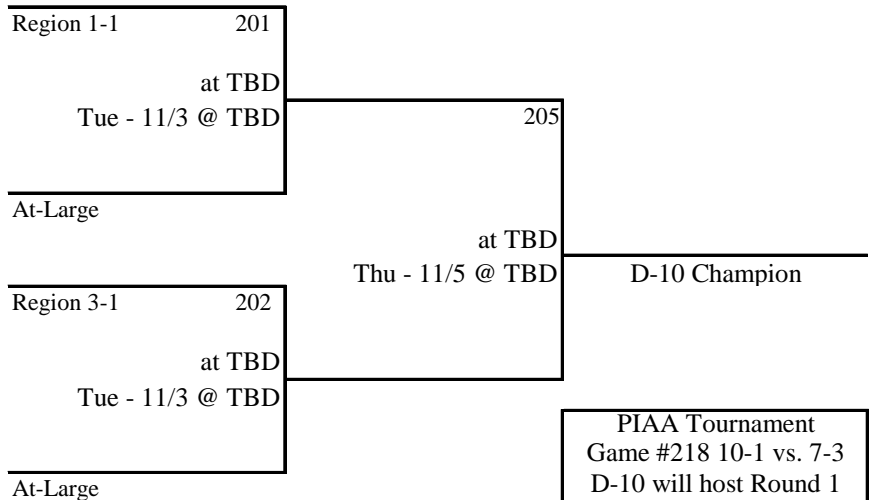 Region 1-1 201
at TBD
Tue - 11/3 @ TBD
At-Large
205
at TBD
Thu - 11/5 @ TBD
D-10 Champion
Region 3-1 202
at TBD
Tue - 11/3 @ TBD
At-Large
PIAA Tournament
Game #218 10-1 vs. 7-3
D-10 will host Round 1